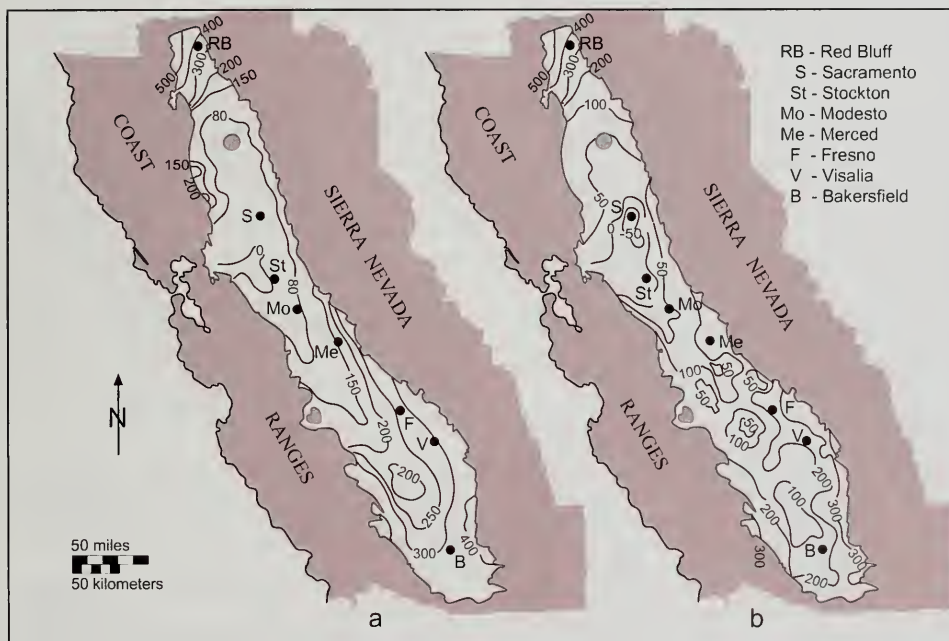 RB - Red Bluff
S - Sacramento
St - Stockton
Mo - Modesto
Me - Merced
F - Fresno
V - Visalia
B - Bakersfield
400
RB
500
300
200
150
80
COAST
150
200
S
SIERRA NEVADA
0
St
80
Mo
Me
150
N
RANGES
200
F
V
200
250
300
400
B
50 miles
50 kilometers
a
400
RB
500
300
200
100
COAST
50
S
0
-50
SIERRA NEVADA
50
St
Mo
Me
100
50
50
50
F
50
100
V
RANGES
200
100
200
300
B
300
200
300
b